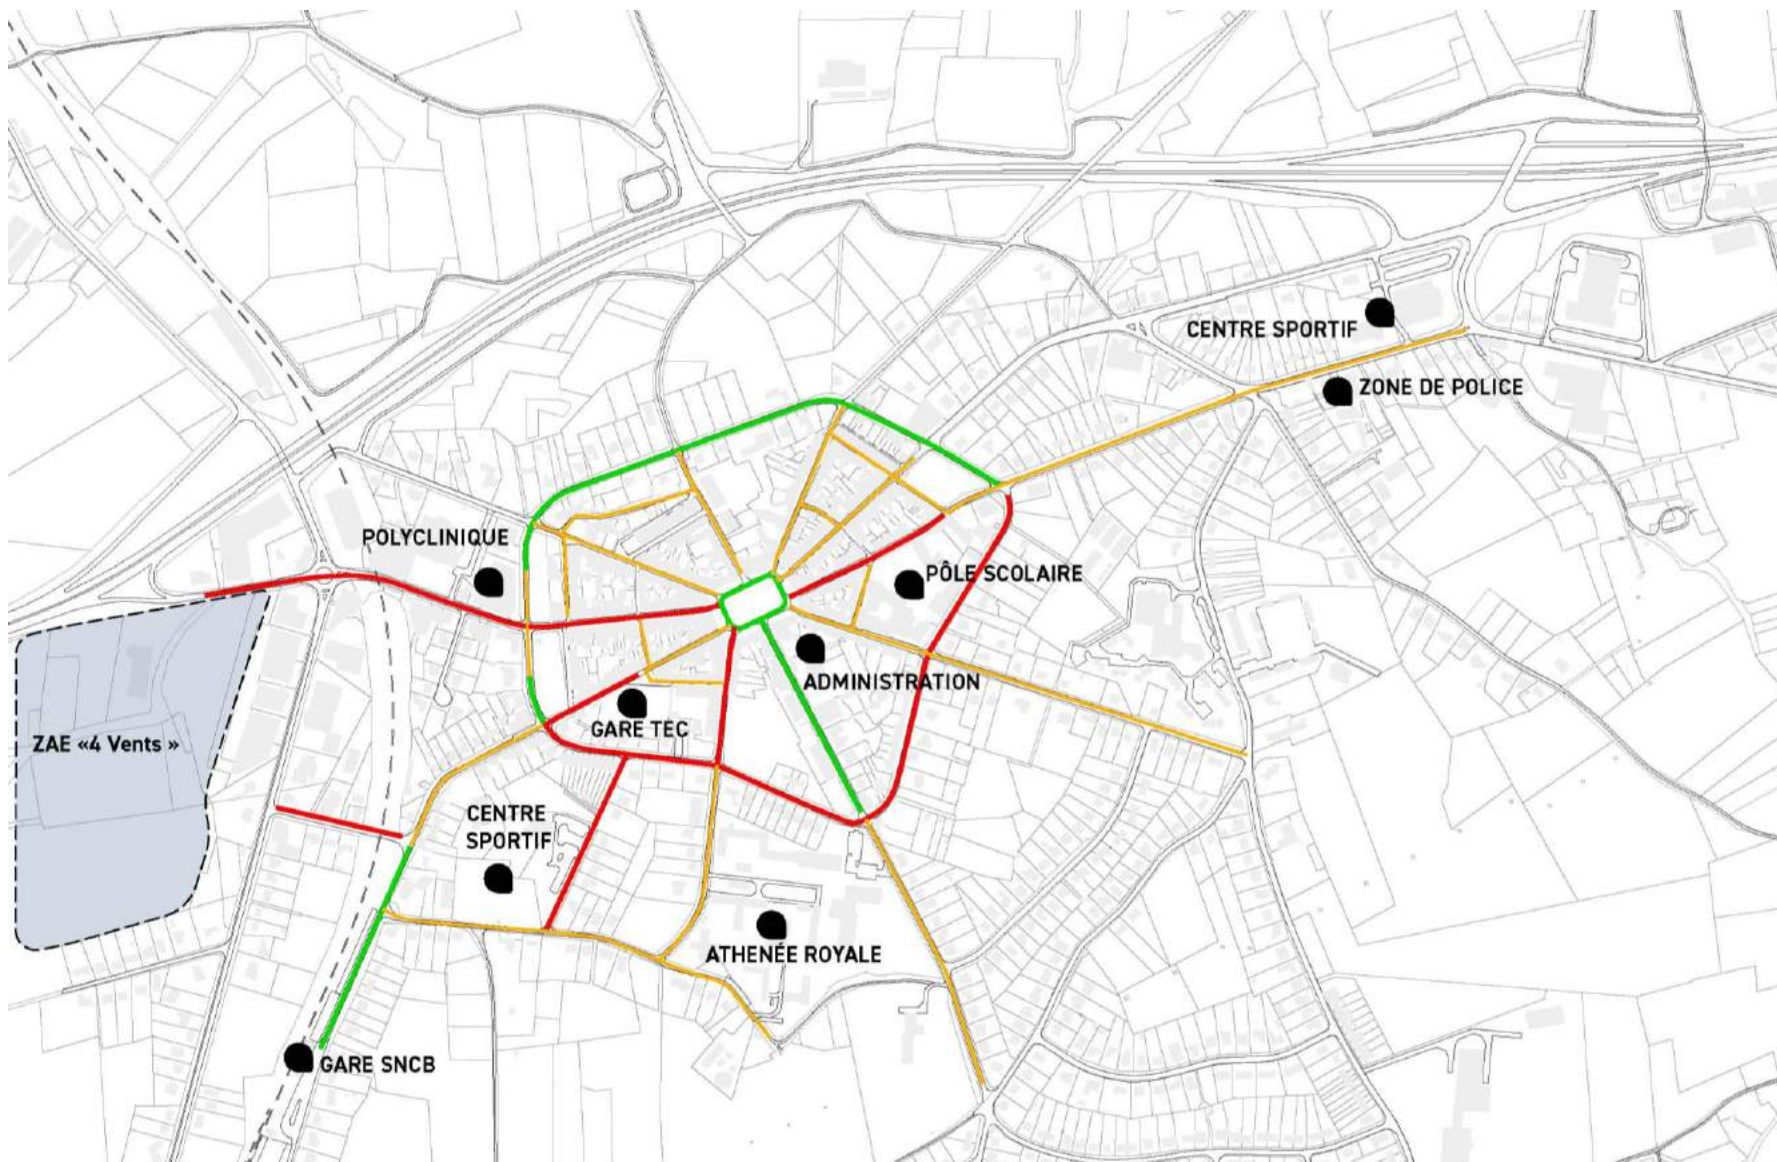 CENTRE SPORTIF
ZONE DE POLICE
POLYCLINIQUE
PÔLE SCOLAIRE
ADMINISTRATION
GARE TEC
ZAE «4 Vents »
CENTRE
SPORTIF
ATHENÉE ROYALE
GARE SNCB